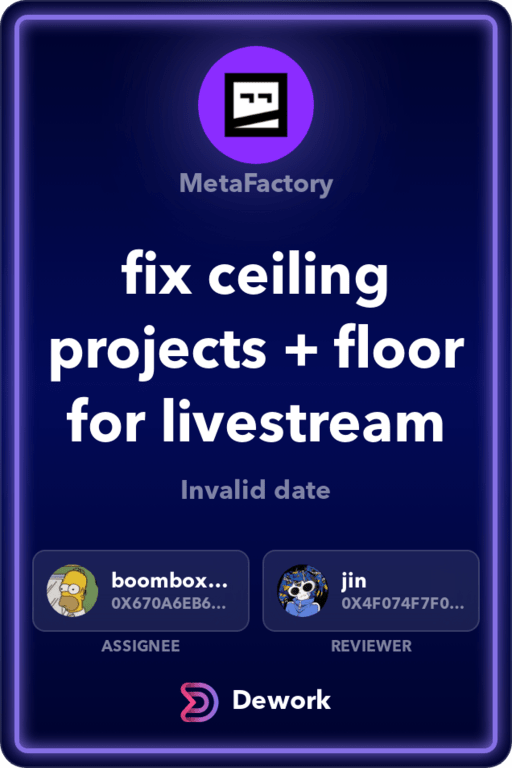 MetaFactory
fix ceiling
projects + floor
for livestream
Invalid date
boombox...
0X670A6EB6...
jin
0X4F074F7F0...
ASSIGNEE
REVIEWER
Dework